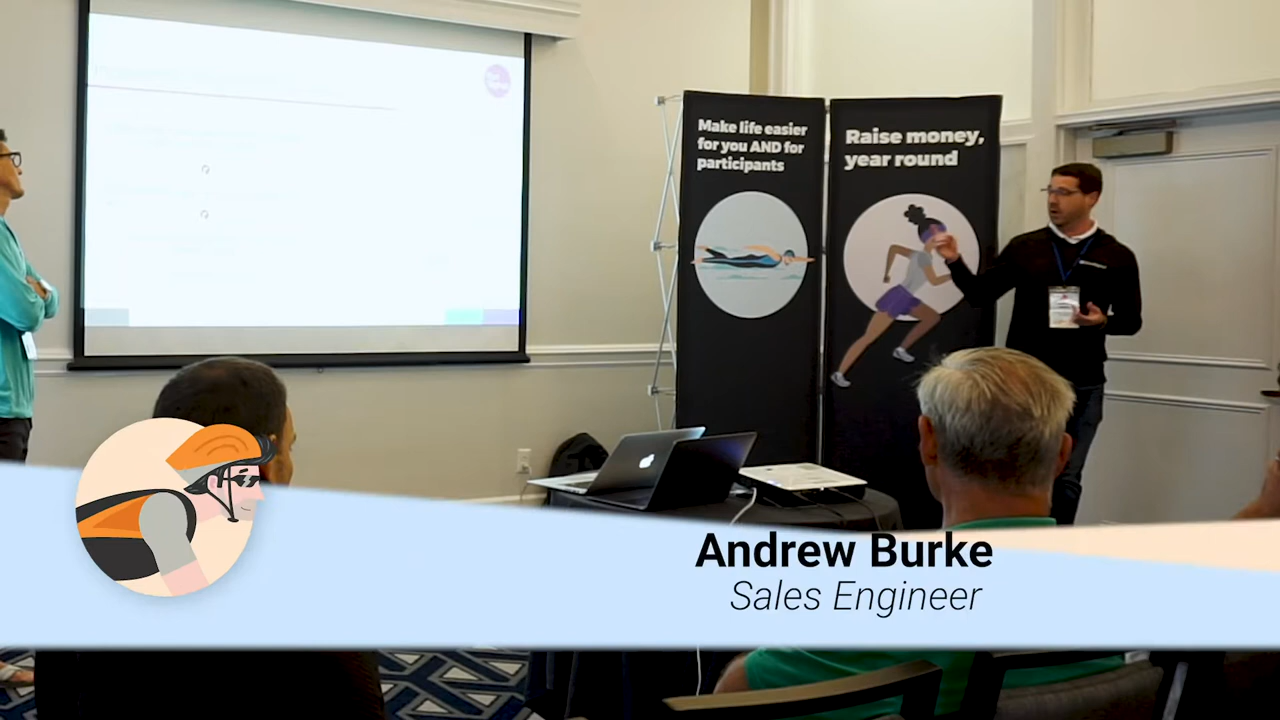 Make life easier
for you AND for
participants
Raise money,
year round
Andrew Burke
Sales Engineer